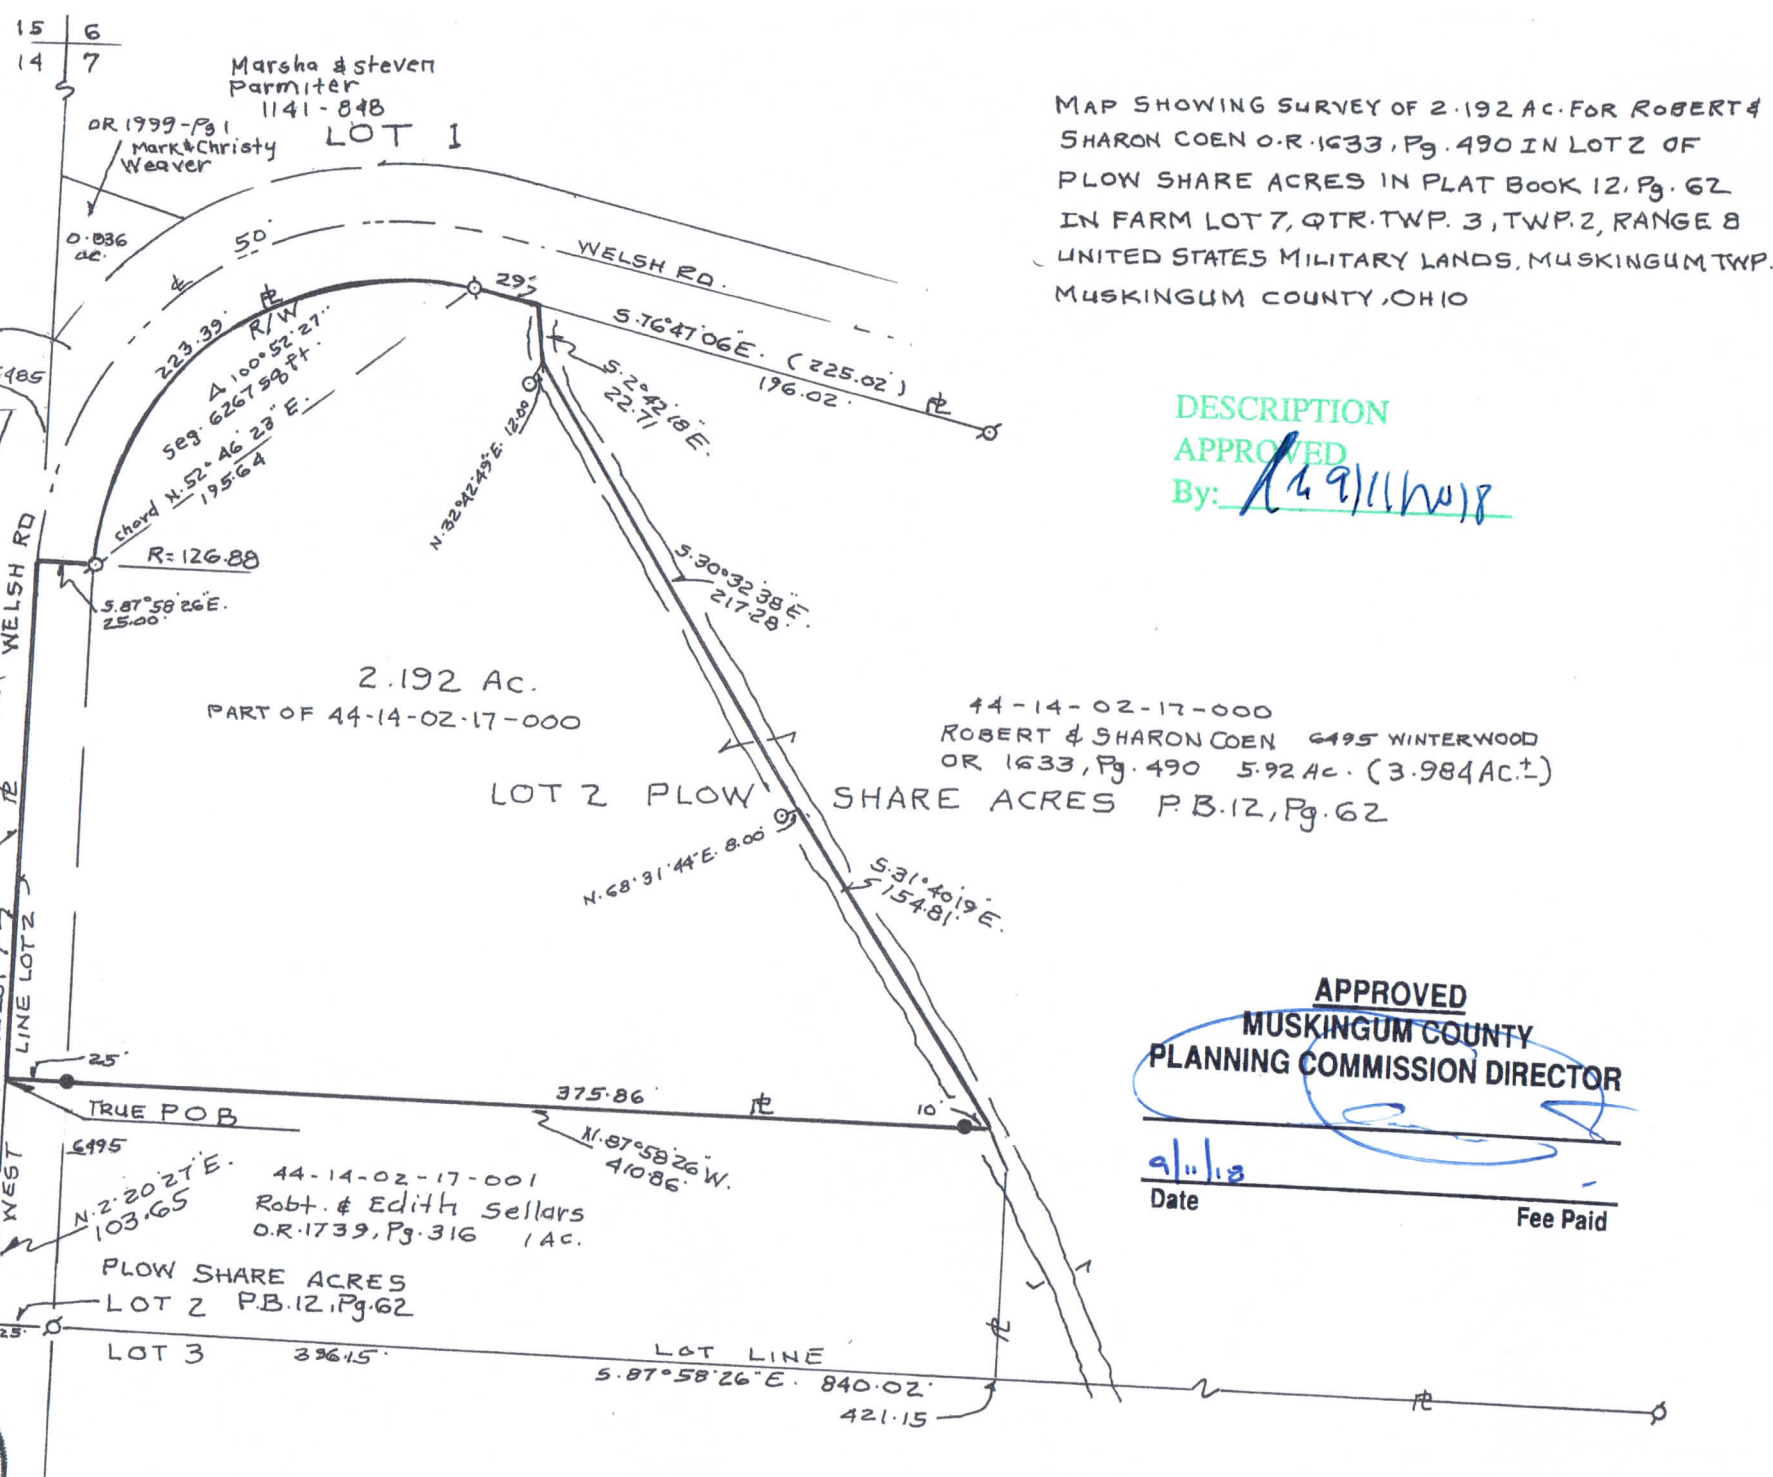 15 6
14 7
Marsha & steven
Parmiter
1141-848
LOT 1
OR 1999-Pg 1
Mark & Christy
Weaver
0.036
ac.
MAP SHOWING SURVEY OF 2.192 AC. FOR ROBERT &
SHARON COEN O.R. 1633, Pg. 490 IN LOT 2 OF
PLOW SHARE ACRES IN PLAT BOOK 12, Pg. 62
IN FARM LOT 7, QTR. TWP. 3, TWP. 2, RANGE 8
UNITED STATES MILITARY LANDS, MUSKINGUM TWP.
MUSKINGUM COUNTY, OHIO
50'
WELSH RD.
29'
223.39'
R/W
Δ 100°52'27"
seg. 6267 sq ft.
chord N.52°46'23"E.
195.64
S.76°47'06"E. (225.02')
196.02'
S.2°42'18"E.
22.71
N.32°42'49"E. 12.00
485
DESCRIPTION
APPROVED
By: 9/11/2018
WELSH RD
R=126.88
S.87°58'26"E.
25.00'
S.30°32'38"E.
217.28'
2.192 AC.
PART OF 44-14-02-17-000
44-14-02-17-000
ROBERT & SHARON COEN 6495 WINTERWOOD
OR 1633, Pg. 490 5.92 AC. (3.984 AC.±)
LOT 2 PLOW SHARE ACRES P.B.12, Pg.62
N.68°31'44"E. 8.00'
S.31°40'19"E.
154.81'
LINE LOT 2
25'
TRUE POB
375.86'
10'
N.87°58'26"W.
410.86'
APPROVED
MUSKINGUM COUNTY
PLANNING COMMISSION DIRECTOR
9/11/18
Date
Fee Paid
WEST
6495
N.2°20'27"E.
103.65
44-14-02-17-001
Robt. & Edith Sellars
O.R.1739, Pg.316 1 AC.
PLOW SHARE ACRES
LOT 2 P.B.12, Pg.62
25'
LOT 3 396.15'
LOT LINE
S.87°58'26"E. 840.02'
421.15